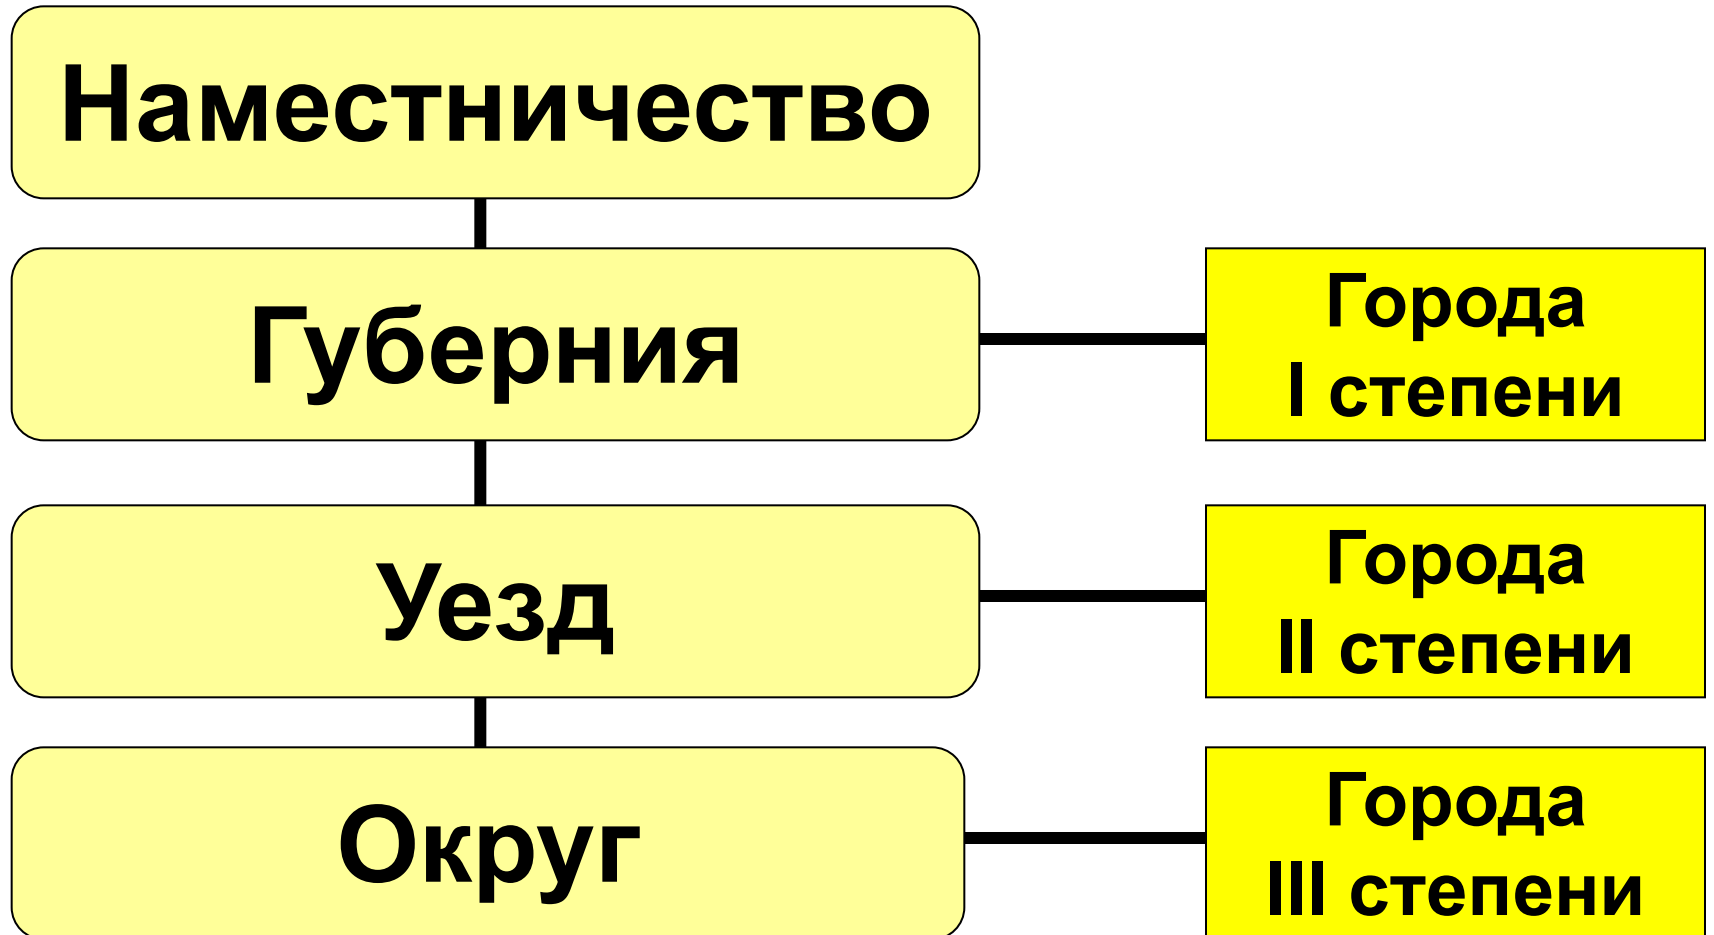 Наместничество
Губерния
Города
I степени
Уезд
Города
II степени
Округ
Города
III степени